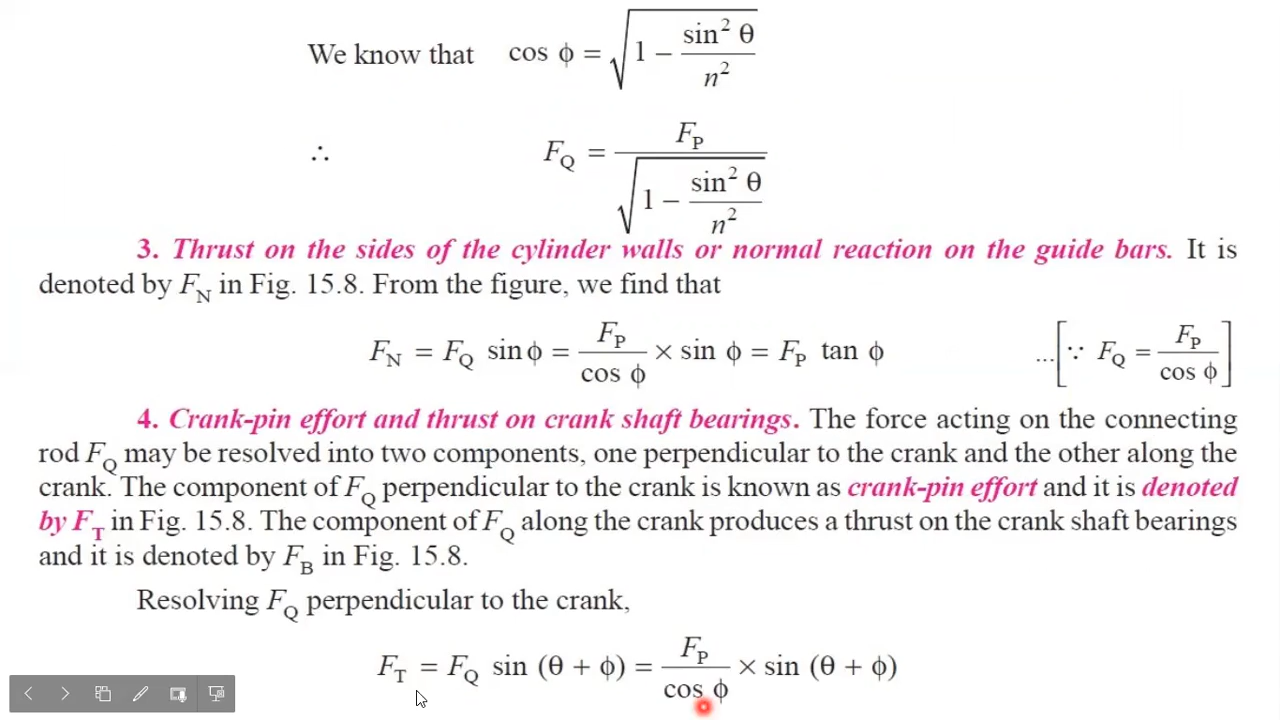 We know that cos ϕ = √(1 − sin² θ / n²)
∴ F_Q = F_P / √(1 − sin² θ / n²)
3. Thrust on the sides of the cylinder walls or normal reaction on the guide bars. It is
denoted by F_N in Fig. 15.8. From the figure, we find that
F_N = F_Q sin ϕ = F_P / cos ϕ × sin ϕ = F_P tan ϕ ...[∵ F_Q = F_P / cos ϕ]
4. Crank-pin effort and thrust on crank shaft bearings. The force acting on the connecting
rod F_Q may be resolved into two components, one perpendicular to the crank and the other along the
crank. The component of F_Q perpendicular to the crank is known as crank-pin effort and it is denoted
by F_T in Fig. 15.8. The component of F_Q along the crank produces a thrust on the crank shaft bearings
and it is denoted by F_B in Fig. 15.8.
Resolving F_Q perpendicular to the crank,
F_T = F_Q sin (θ + ϕ) = F_P / cos ϕ × sin (θ + ϕ)